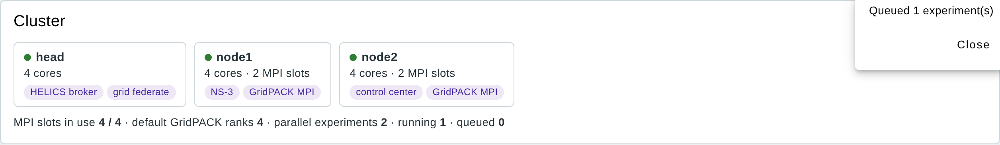 Cluster
Queued 1 experiment(s)
Close
head
4 cores
HELICS broker grid federate
node1
4 cores · 2 MPI slots
NS-3 GridPACK MPI
node2
4 cores · 2 MPI slots
control center GridPACK MPI
MPI slots in use 4 / 4 · default GridPACK ranks 4 · parallel experiments 2 · running 1 · queued 0